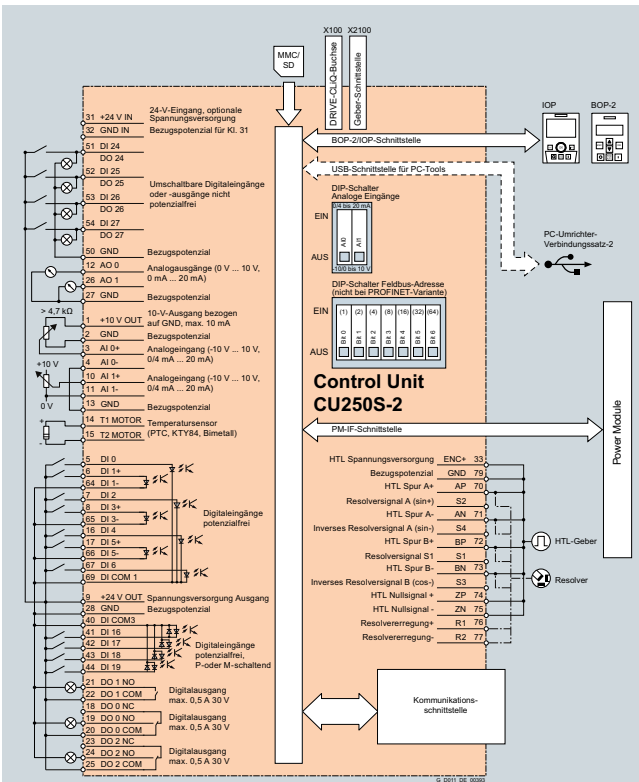 X100
X2100
MMC/
SD
DRIVE-CLiQ-Buchse
Geber-Schnittstelle
IOP
BOP-2
31 +24 V IN
24-V-Eingang, optionale
Spannungsversorgung
32 GND IN
Bezugspotenzial für Kl. 31
51 DI 24
DO 24
52 DI 25
DO 25
53 DI 26
DO 26
54 DI 27
DO 27
Umschaltbare Digitaleingänge
oder -ausgänge nicht
potenzialfrei
50 GND
Bezugspotenzial
12 AO 0
Analogausgänge (0 V ... 10 V,
0 mA ... 20 mA)
26 AO 1
27 GND
Bezugspotenzial
> 4,7 kΩ
1 +10 V OUT
10-V-Ausgang bezogen
auf GND, max. 10 mA
2 GND
Bezugspotenzial
3 AI 0+
Analogeingang (-10 V ... 10 V,
0/4 mA ... 20 mA)
4 AI 0-
+10 V
10 AI 1+
Analogeingang (-10 V ... 10 V,
0/4 mA ... 20 mA)
11 AI 1-
0 V
13 GND
Bezugspotenzial
+
-
14 T1 MOTOR
Temperatursensor
(PTC, KTY84, Bimetall)
15 T2 MOTOR
5 DI 0
6 DI 1+
64 DI 1-
7 DI 2
8 DI 3+
65 DI 3-
16 DI 4
17 DI 5+
66 DI 5-
67 DI 6
69 DI COM 1
Digitaleingänge
potenzialfrei
9 +24 V OUT
Spannungsversorgung Ausgang
28 GND
Bezugspotenzial
40 DI COM3
41 DI 16
42 DI 17
43 DI 18
44 DI 19
Digitaleingänge
potenzialfrei,
P-oder M-schaltend
21 DO 1 NO
22 DO 1 COM
Digitalausgang
max. 0,5 A 30 V
18 DO 0 NC
19 DO 0 NO
20 DO 0 COM
Digitalausgang
max. 0,5 A 30 V
23 DO 2 NC
24 DO 2 NO
25 DO 2 COM
Digitalausgang
max. 0,5 A 30 V
BOP-2/IOP-Schnittstelle
USB-Schnittstelle für PC-Tools
DIP-Schalter
Analoge Eingänge
0/4 bis 20 mA
EIN
AI0
AI1
AUS
-10/0 bis 10 V
PC-Umrichter-
Verbindungssatz-2
DIP-Schalter Feldbus-Adresse
(nicht bei PROFINET-Variante)
EIN
(1) (2) (4) (8) (16) (32) (64)
Bit 0
Bit 1
Bit 2
Bit 3
Bit 4
Bit 5
Bit 6
AUS
Control Unit
CU250S-2
PM-IF-Schnittstelle
Power Module
HTL Spannungsversorgung ENC+ 33
Bezugspotenzial GND 79
HTL Spur A+ AP 70
Resolversignal A (sin+) S2
HTL Spur A- AN 71
Inverses Resolversignal A (sin-) S4
HTL Spur B+ BP 72
Resolversignal S1 S1
HTL Spur B- BN 73
Inverses Resolversignal B (cos-) S3
HTL Nullsignal + ZP 74
HTL Nullsignal - ZN 75
Resolvererregung+ R1 76
Resolvererregung- R2 77
HTL-Geber
Resolver
Kommunikations-
schnittstelle
G_D011_DE_00393